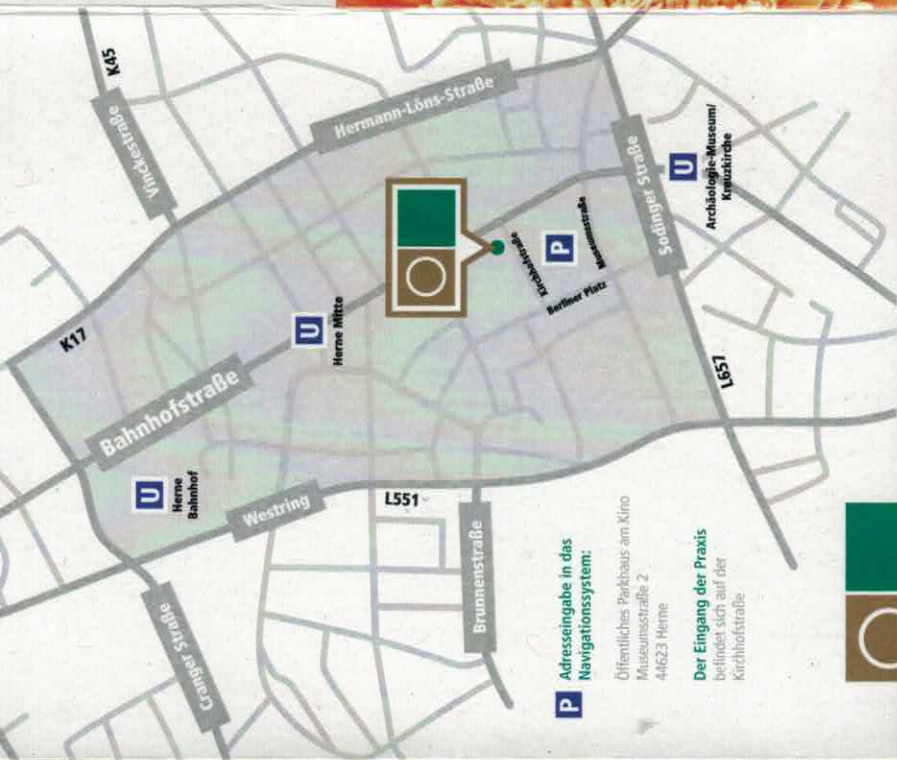 K45
Vinckestraße
Hermann-Löns-Straße
Sodinger Straße
U
Archäologie-Museum/
Kreuzkirche
Kirchhofstraße
P
Museumsstraße
Berliner Platz
U
Herne Mitte
K17
Bahnhofstraße
L657
U
Herne
Bahnhof
Westring
L551
Brunnenstraße
Cranger Straße
P
Adresseingabe in das
Navigationssystem:
Öffentliches Parkhaus am Kino
Museumsstraße 2
44623 Herne
Der Eingang der Praxis
befindet sich auf der
Kirchhofstraße